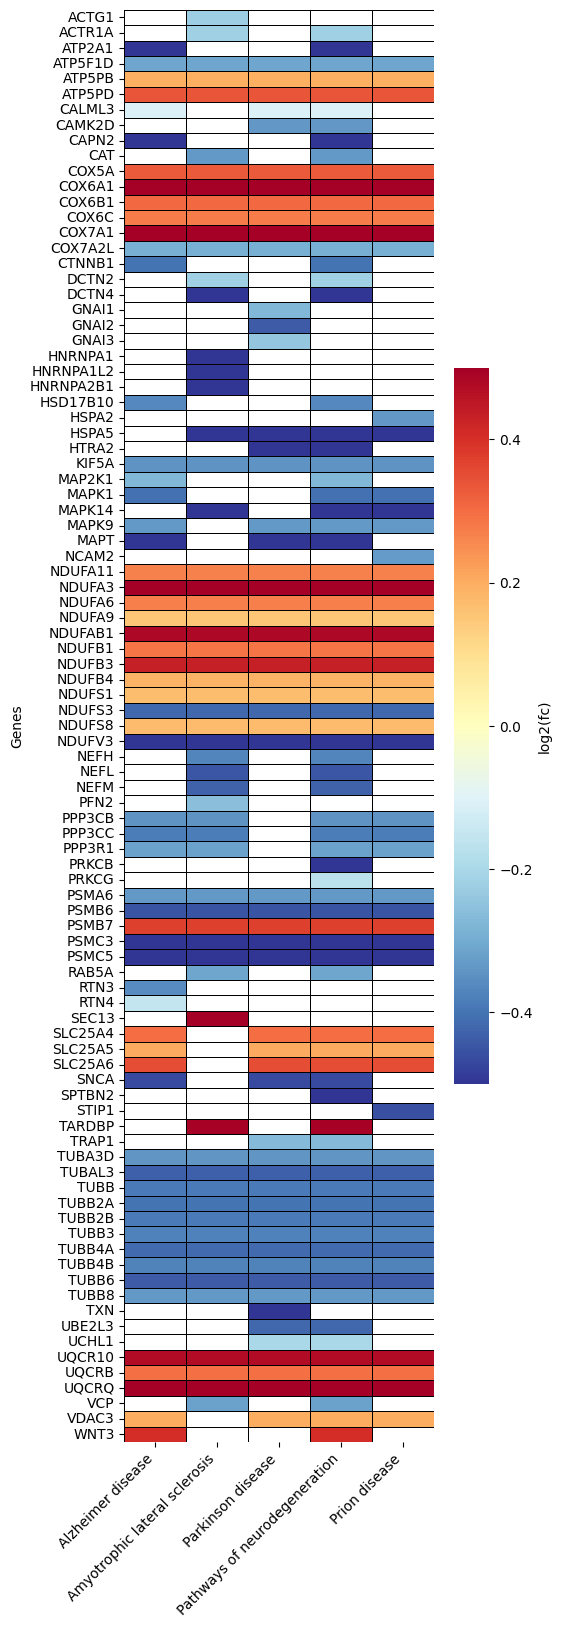 ACTG1
ACTR1A
ATP2A1
ATP5F1D
ATP5PB
ATP5PD
CALML3
CAMK2D
CAPN2
CAT
COX5A
COX6A1
COX6B1
COX6C
COX7A1
COX7A2L
CTNNB1
DCTN2
DCTN4
GNAI1
GNAI2
GNAI3
HNRNPA1
HNRNPA1L2
HNRNPA2B1
HSD17B10
HSPA2
HSPA5
HTRA2
KIF5A
MAP2K1
MAPK1
MAPK14
MAPK9
MAPT
NCAM2
NDUFA11
NDUFA3
NDUFA6
NDUFA9
NDUFAB1
NDUFB1
NDUFB3
NDUFB4
NDUFS1
NDUFS3
NDUFS8
NDUFV3
NEFH
NEFL
NEFM
PFN2
PPP3CB
PPP3CC
PPP3R1
PRKCB
PRKCG
PSMA6
PSMB6
PSMB7
PSMC3
PSMC5
RAB5A
RTN3
RTN4
SEC13
SLC25A4
SLC25A5
SLC25A6
SNCA
SPTBN2
STIP1
TARDBP
TRAP1
TUBA3D
TUBAL3
TUBB
TUBB2A
TUBB2B
TUBB3
TUBB4A
TUBB4B
TUBB6
TUBB8
TXN
UBE2L3
UCHL1
UQCR10
UQCRB
UQCRQ
VCP
VDAC3
WNT3
Genes
Alzheimer disease
Amyotrophic lateral sclerosis
Parkinson disease
Pathways of neurodegeneration
Prion disease
0.4
0.2
0.0
−0.2
−0.4
log2(fc)